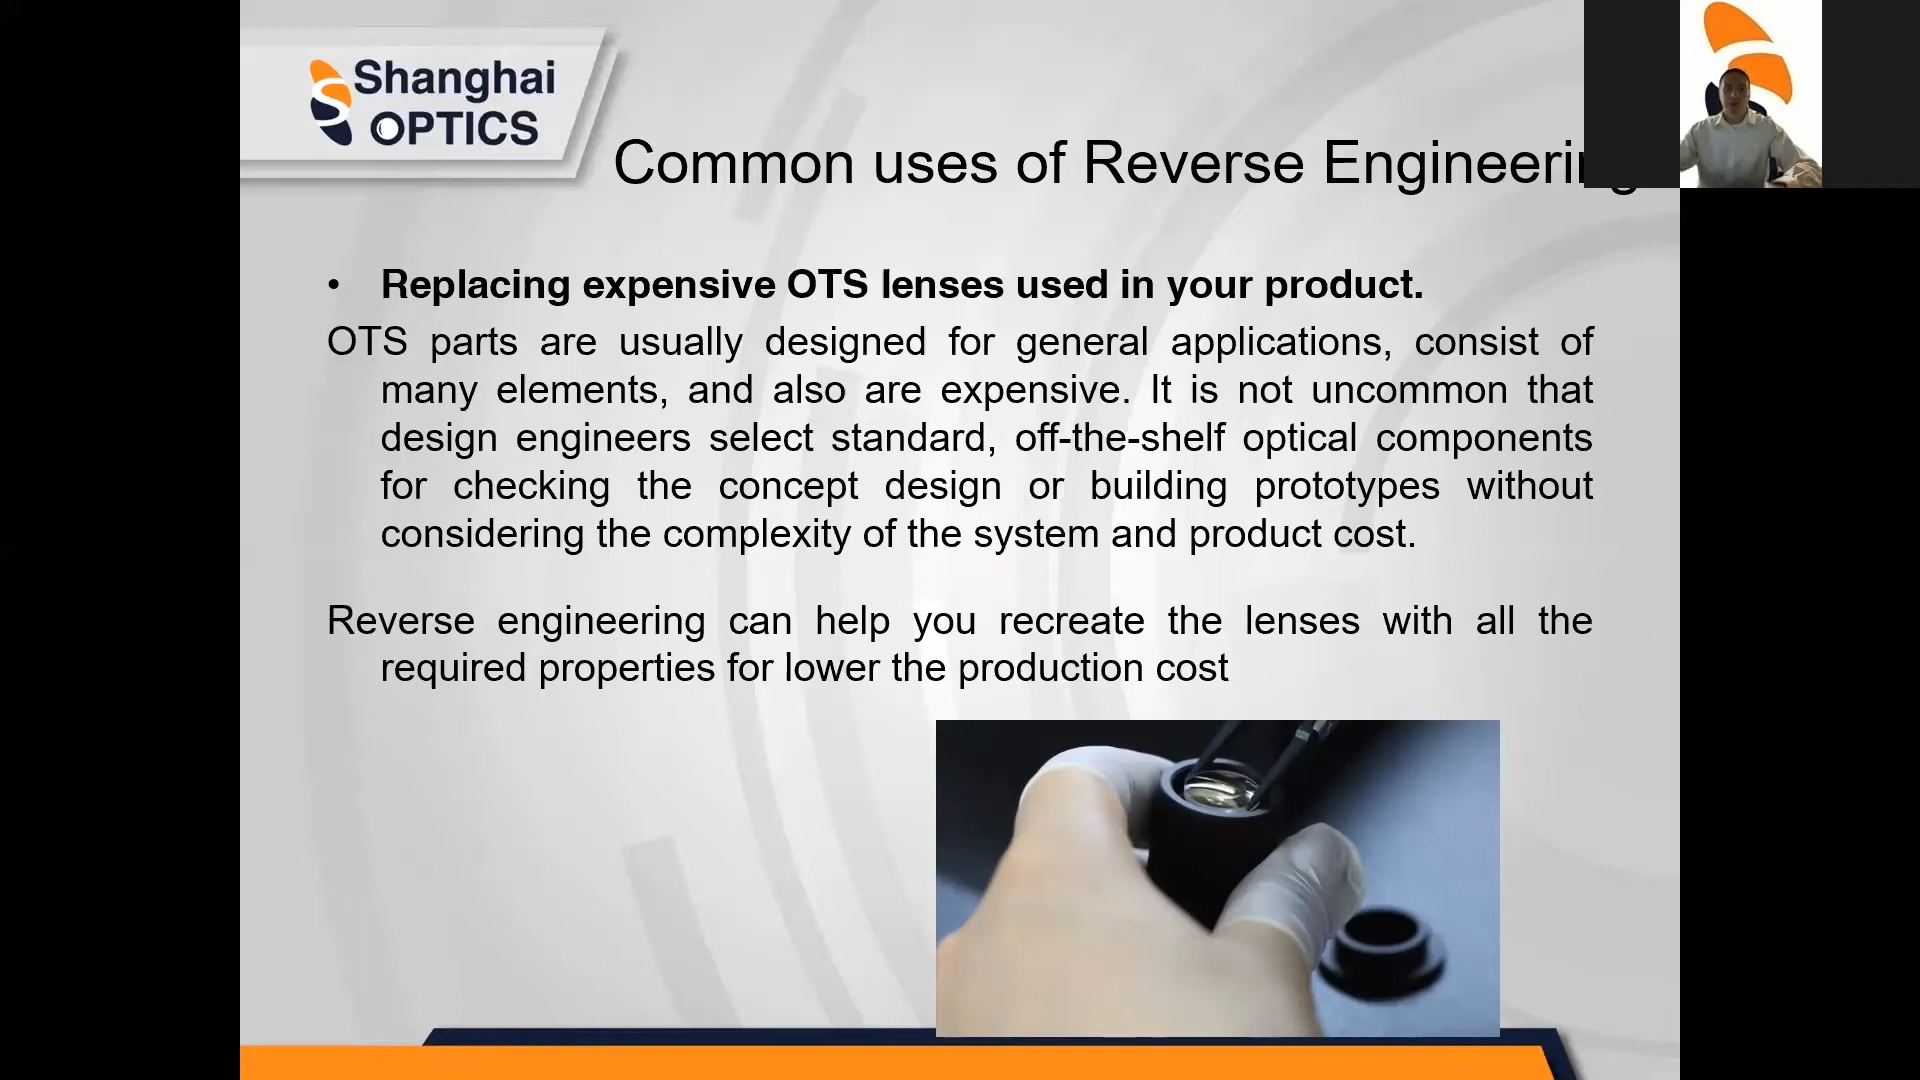 Shanghai
OPTICS
Common uses of Reverse Engineering
• Replacing expensive OTS lenses used in your product.
OTS parts are usually designed for general applications, consist of
many elements, and also are expensive. It is not uncommon that
design engineers select standard, off-the-shelf optical components
for checking the concept design or building prototypes without
considering the complexity of the system and product cost.
Reverse engineering can help you recreate the lenses with all the
required properties for lower the production cost